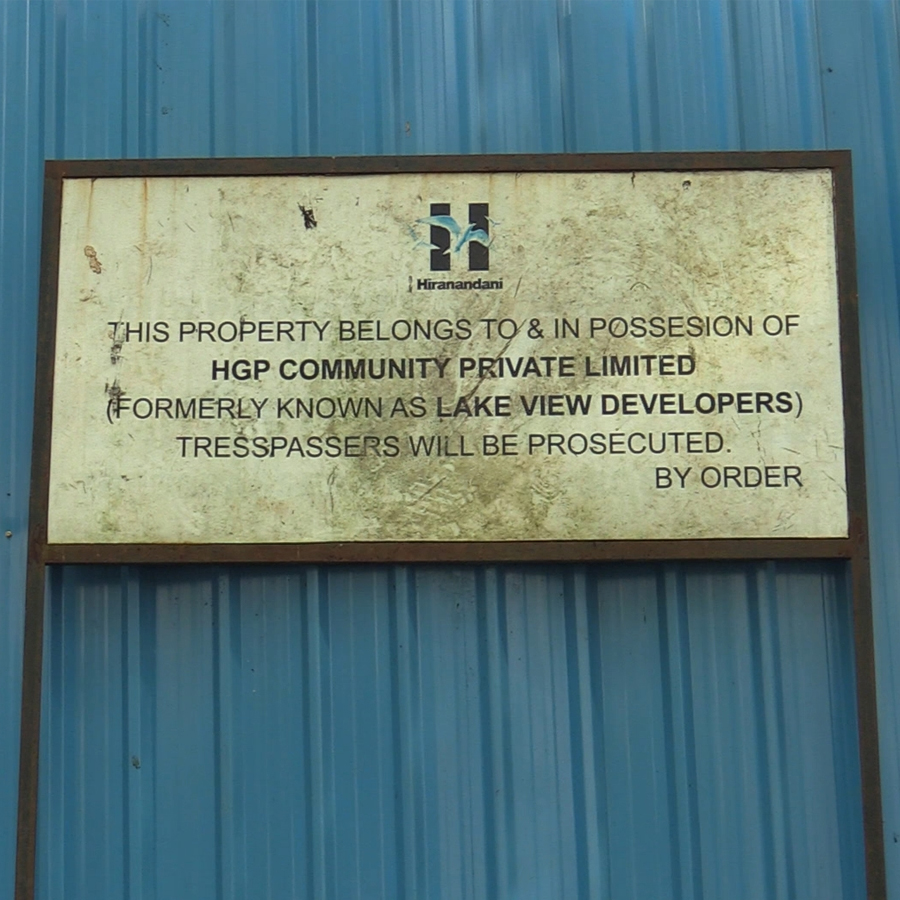 H
Hiranandani
THIS PROPERTY BELONGS TO & IN POSSESION OF
HGP COMMUNITY PRIVATE LIMITED
(FORMERLY KNOWN AS LAKE VIEW DEVELOPERS)
TRESSPASSERS WILL BE PROSECUTED.
BY ORDER